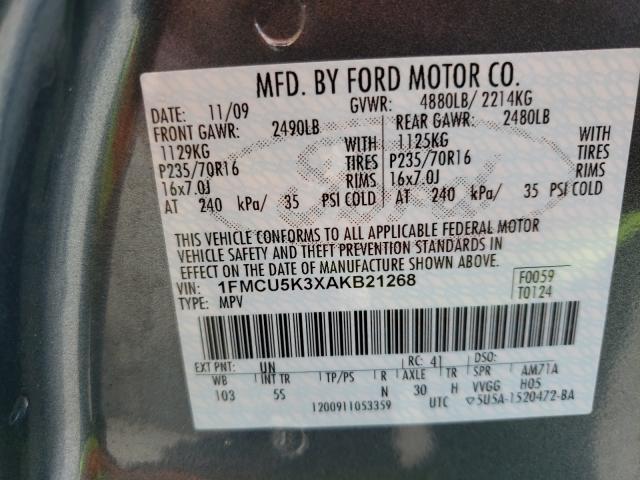 MFD. BY FORD MOTOR CO.
DATE: 11/09 GVWR: 4880LB/ 2214KG
FRONT GAWR: 2490LB REAR GAWR: 2480LB
1129KG WITH 1125KG WITH
P235/70R16 TIRES P235/70R16 TIRES
16x7.0J RIMS 16x7.0J RIMS
AT 240 kPa/ 35 PSI COLD AT 240 kPa/ 35 PSI COLD
THIS VEHICLE CONFORMS TO ALL APPLICABLE FEDERAL MOTOR
VEHICLE SAFETY AND THEFT PREVENTION STANDARDS IN
EFFECT ON THE DATE OF MANUFACTURE SHOWN ABOVE.
VIN: 1FMCU5K3XAKB21268 F0059
TYPE: MPV T0124
EXT PNT: UN RC: 41 DSO:
WB INT TR TP/PS R AXLE TR SPR AM71A
103 5S N 30 H VVGG H05
1200911053359 UTC ▽5U5A-1520472-BA
Ford